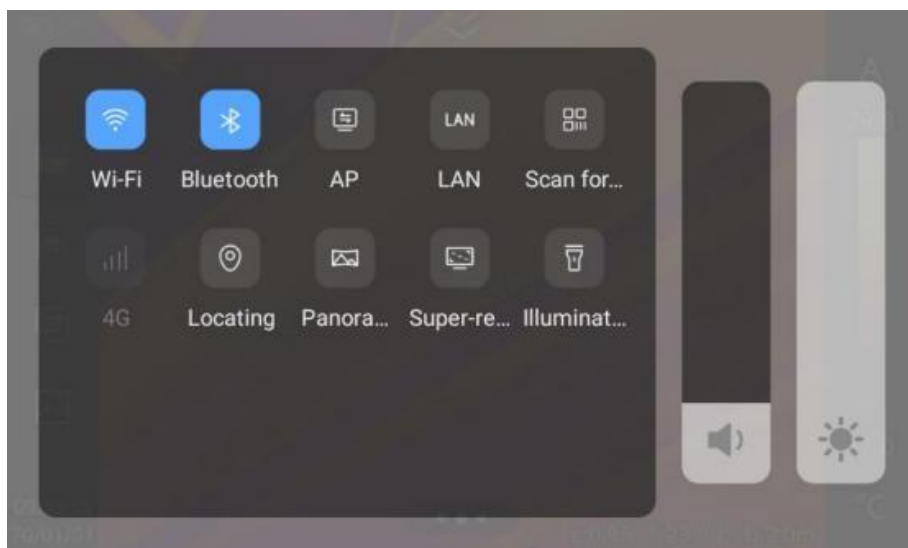 LAN
Wi-Fi Bluetooth AP LAN Scan for...
4G Locating Panora... Super-re... Illuminat...
°C